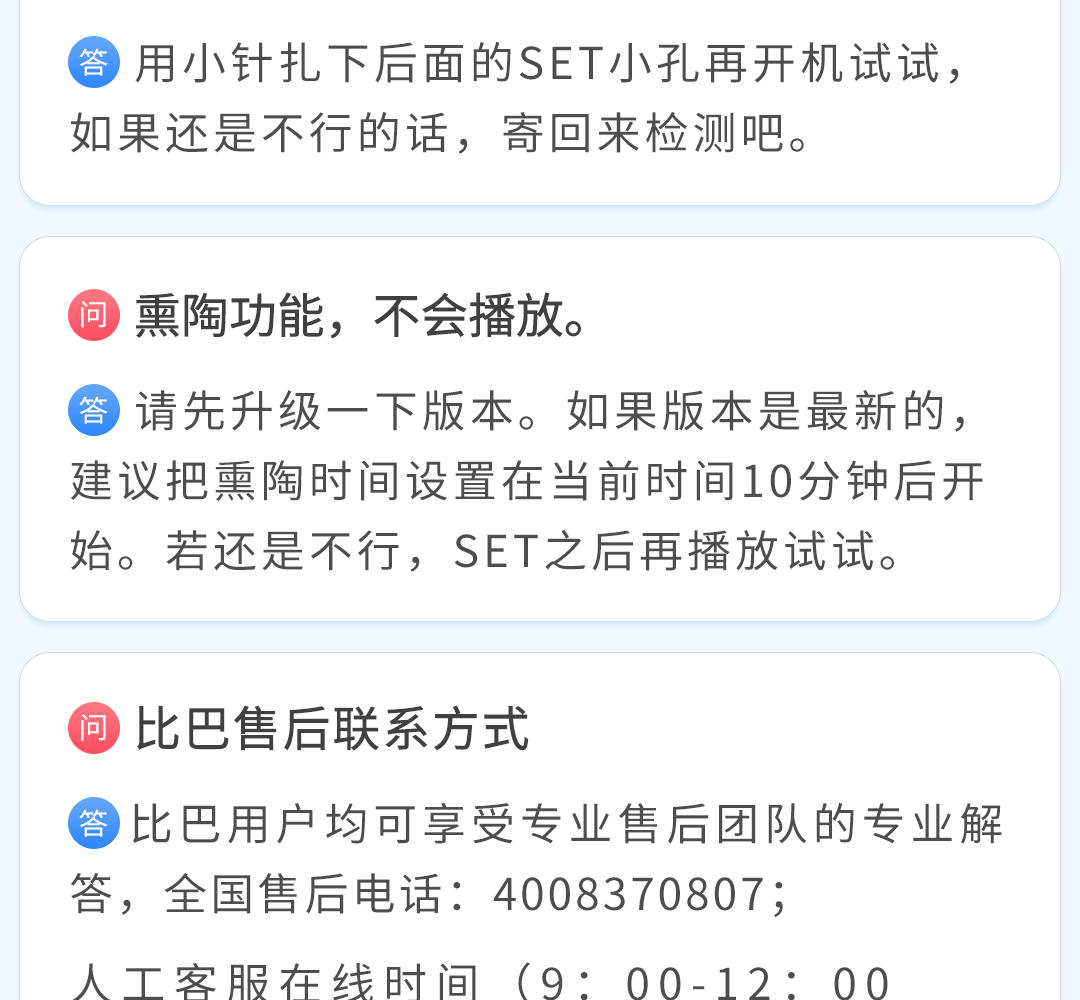 答 用小针扎下后面的SET小孔再开机试试，
如果还是不行的话，寄回来检测吧。
问 熏陶功能，不会播放。
答 请先升级一下版本。如果版本是最新的，
建议把熏陶时间设置在当前时间10分钟后开
始。若还是不行，SET之后再播放试试。
问 比巴售后联系方式
答 比巴用户均可享受专业售后团队的专业解
答，全国售后电话：4008370807；
人工客服在线时间（9：00-12：00